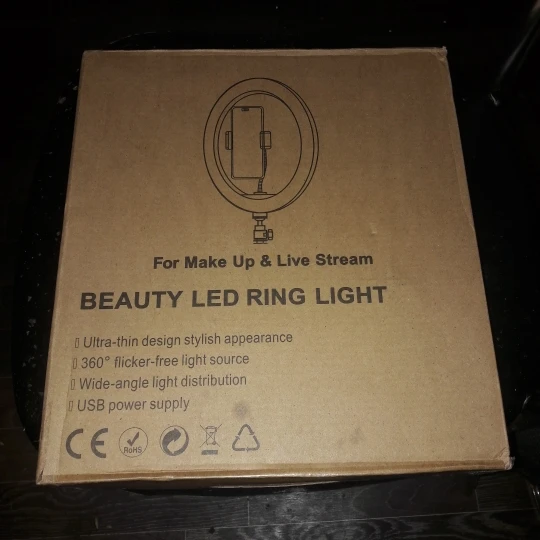 For Make Up & Live Stream
BEAUTY LED RING LIGHT
▯ Ultra-thin design stylish appearance
▯ 360° flicker-free light source
▯ Wide-angle light distribution
▯ USB power supply
CE RoHS